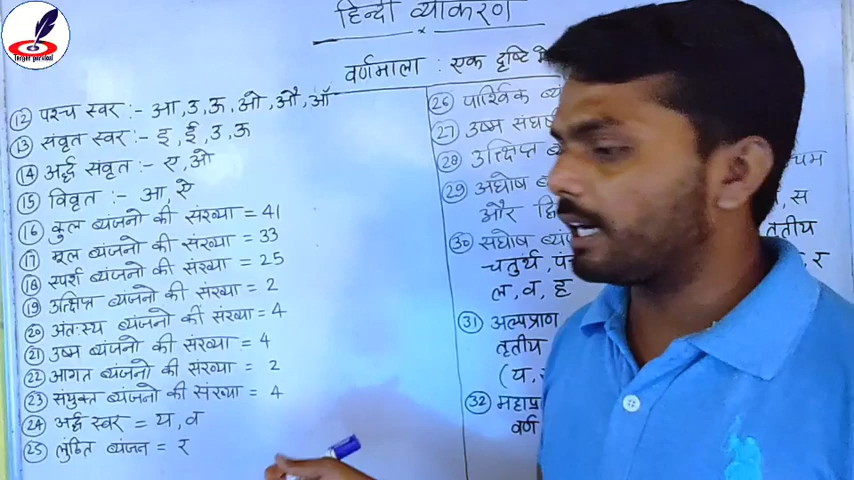 हिन्दी व्याकरण
वर्णमाला : एक दृष्टि में
12 पश्च स्वर :- आ, उ, ऊ, ओ, औ, ऑ
13 संवृत स्वर :- इ, ई, उ, ऊ
14 अर्द्ध संवृत :- ए, ओ
15 विवृत :- आ, ऐ
16 कुल व्यंजनो की संख्या = 41
17 मूल व्यंजनो की संख्या = 33
18 स्पर्श व्यंजनो की संख्या = 25
19 उत्क्षिप्त व्यंजनो की संख्या = 2
20 अंतःस्थ व्यंजनो की संख्या = 4
21 उष्म व्यंजनो की संख्या = 4
22 आगत व्यंजनो की संख्या = 2
23 संयुक्त व्यंजनो की संख्या = 4
24 अर्द्ध स्वर = य, व
25 लुंठित व्यंजन = र
26 पार्श्विक
27 उष्म संघर्ष
28 उत्क्षिप्त
29 अघोष
और
स
30 सघोष
तृतीय
चतुर्थ,
र
ल, व, ह
31 अल्पप्राण
तृतीय
(य,
32
वर्ण